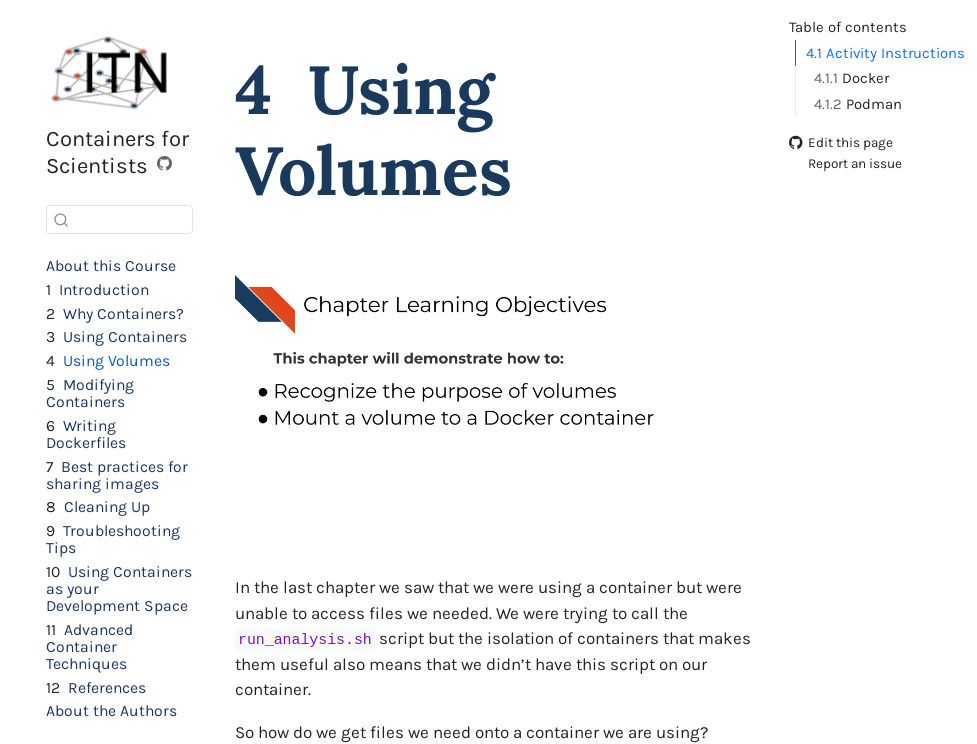 ITN
Containers for
Scientists
About this Course
1 Introduction
2 Why Containers?
3 Using Containers
4 Using Volumes
5 Modifying
Containers
6 Writing
Dockerfiles
7 Best practices for
sharing images
8 Cleaning Up
9 Troubleshooting
Tips
10 Using Containers
as your
Development Space
11 Advanced
Container
Techniques
12 References
About the Authors
4 Using
Volumes
Chapter Learning Objectives
This chapter will demonstrate how to:
● Recognize the purpose of volumes
● Mount a volume to a Docker container
In the last chapter we saw that we were using a container but were
unable to access files we needed. We were trying to call the
run_analysis.sh script but the isolation of containers that makes
them useful also means that we didn’t have this script on our
container.
So how do we get files we need onto a container we are using?
Table of contents
4.1 Activity Instructions
4.1.1 Docker
4.1.2 Podman
Edit this page
Report an issue